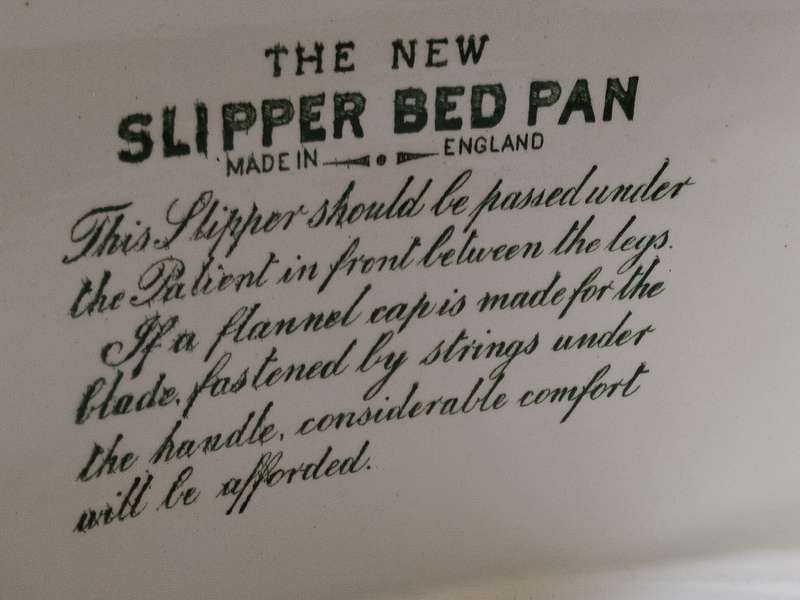 THE NEW
SLIPPER BED PAN
MADE IN ENGLAND
This Slipper should be passed under
the Patient in front between the legs.
If a flannel cap is made for the
blade, fastened by strings under
the handle, considerable comfort
will be afforded.